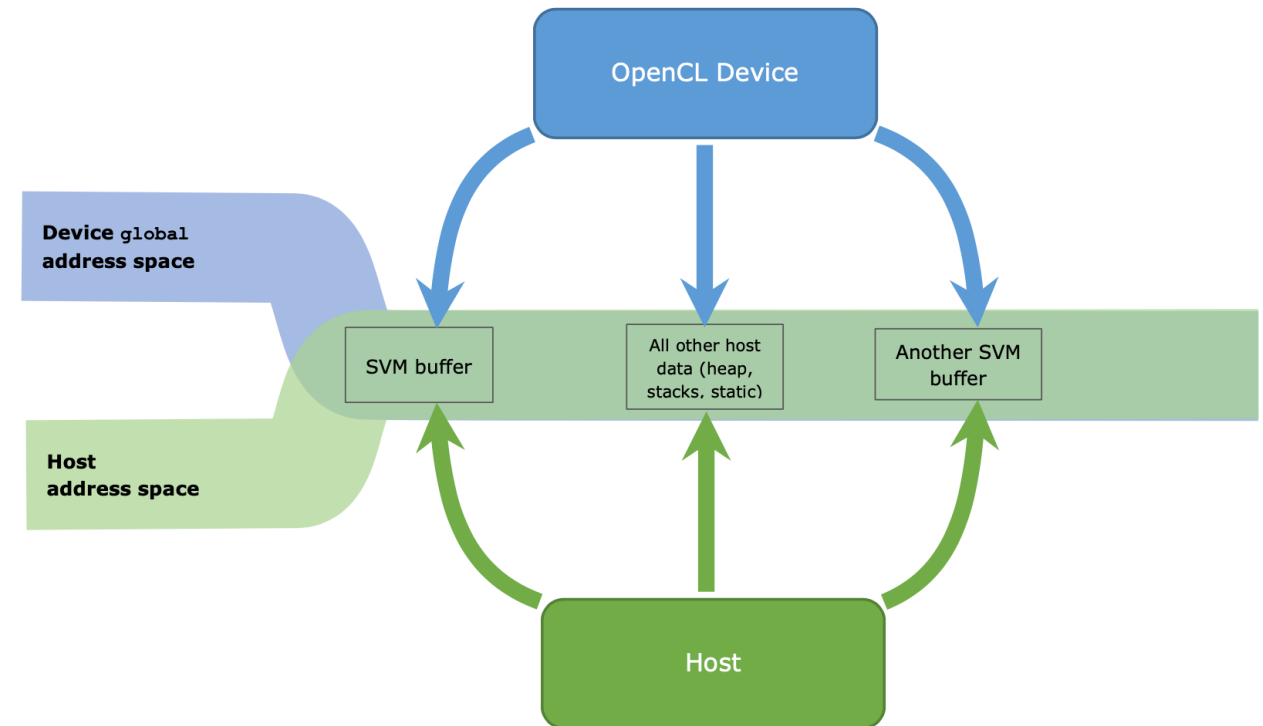 OpenCL Device
Device global
address space
SVM buffer
All other host
data (heap,
stacks, static)
Another SVM
buffer
Host
address space
Host